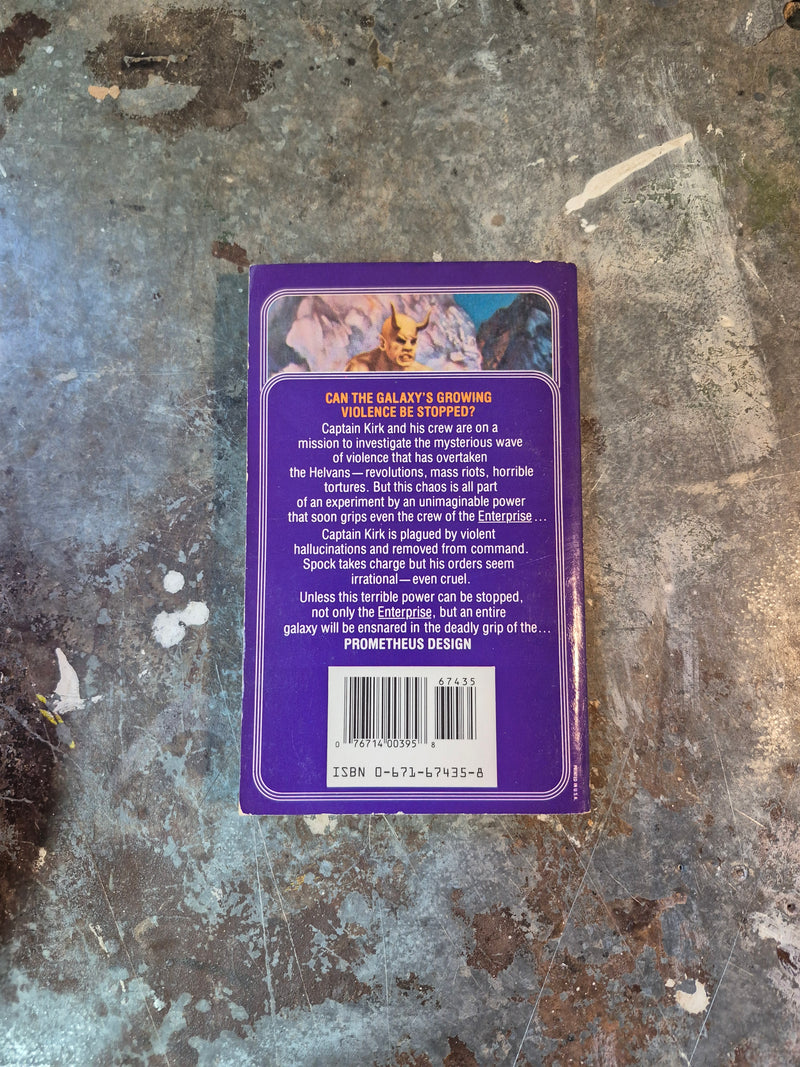 CAN THE GALAXY'S GROWING
VIOLENCE BE STOPPED?
Captain Kirk and his crew are on a
mission to investigate the mysterious wave
of violence that has overtaken
the Helvans—revolutions, mass riots, horrible
tortures. But this chaos is all part
of an experiment by an unimaginable power
that soon grips even the crew of the Enterprise...
Captain Kirk is plagued by violent
hallucinations and removed from command.
Spock takes charge but his orders seem
irrational—even cruel.
Unless this terrible power can be stopped,
not only the Enterprise, but an entire
galaxy will be ensnared in the deadly grip of the...
PROMETHEUS DESIGN
67435
0 76714 00395 8
ISBN 0-671-67435-8
PRINTED IN U.S.A.